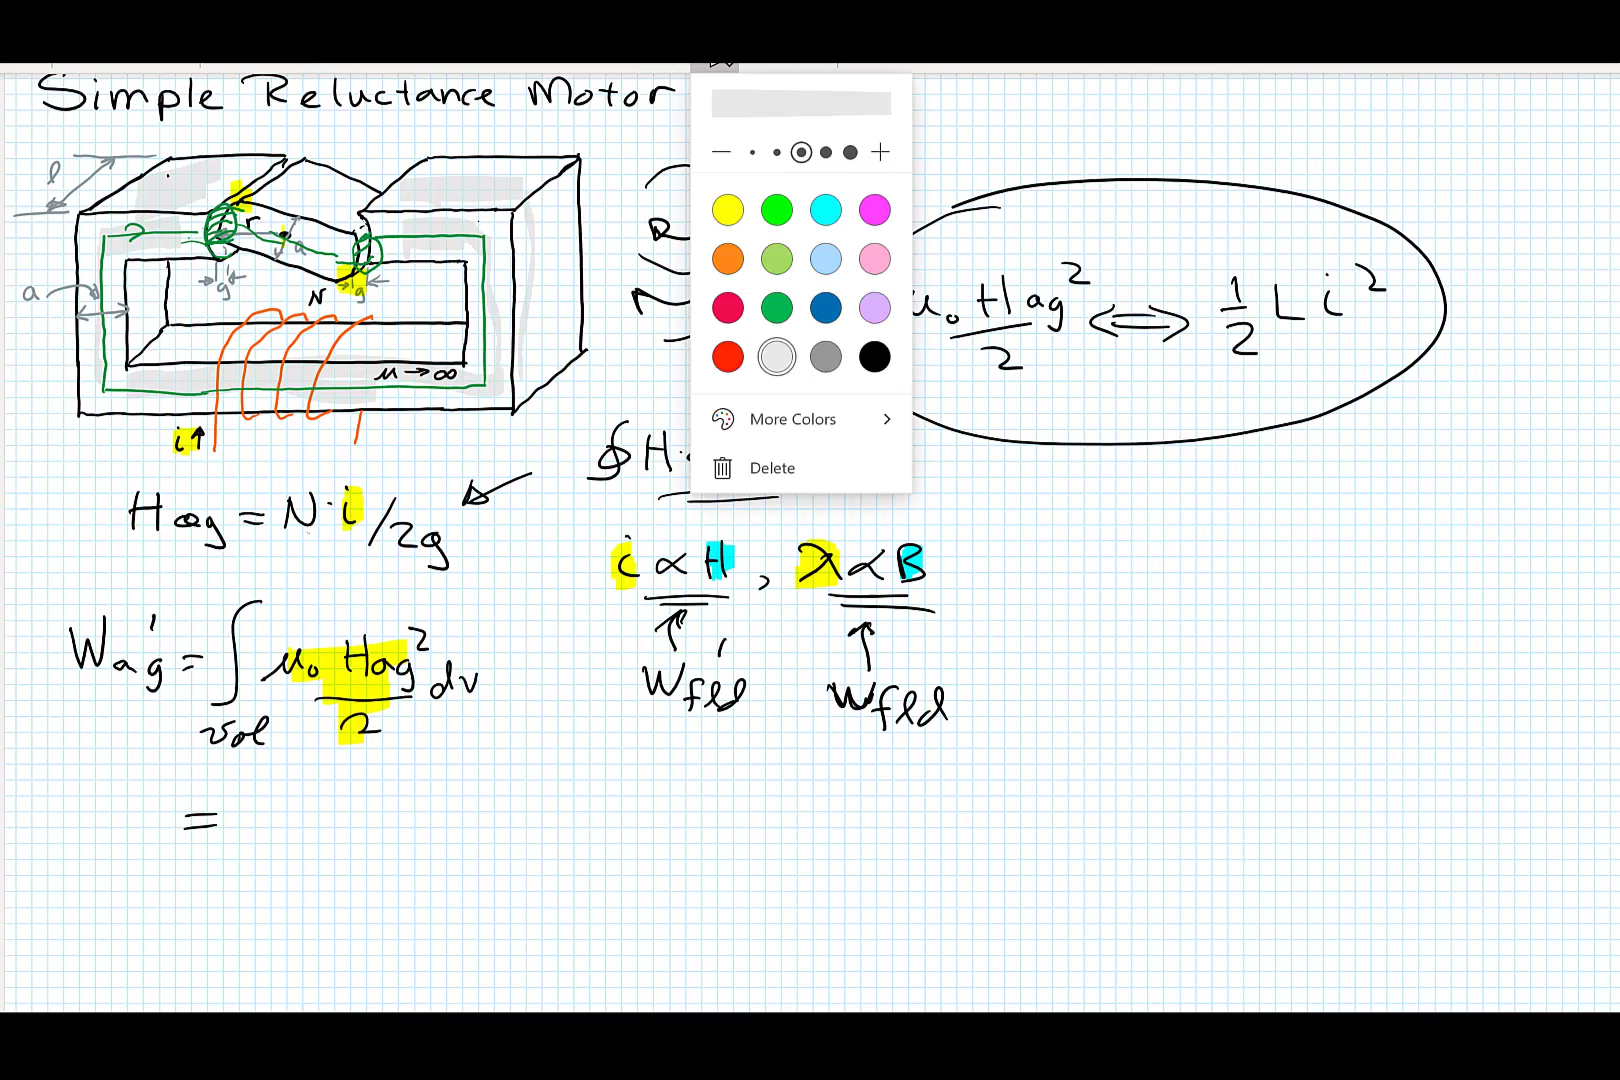 Simple Reluctance Motor
l
r
a
a
g
g
N
μ → ∞
i ↑
R
μ₀ Hag² / 2 ⟺ 1/2 L i²
More Colors
Delete
∮ H·
Hag = N·i/2g
i ∝ H, λ ∝ B
W'fld Wfld
W'ag = ∫vol μ₀ Hag² / 2 dv
=